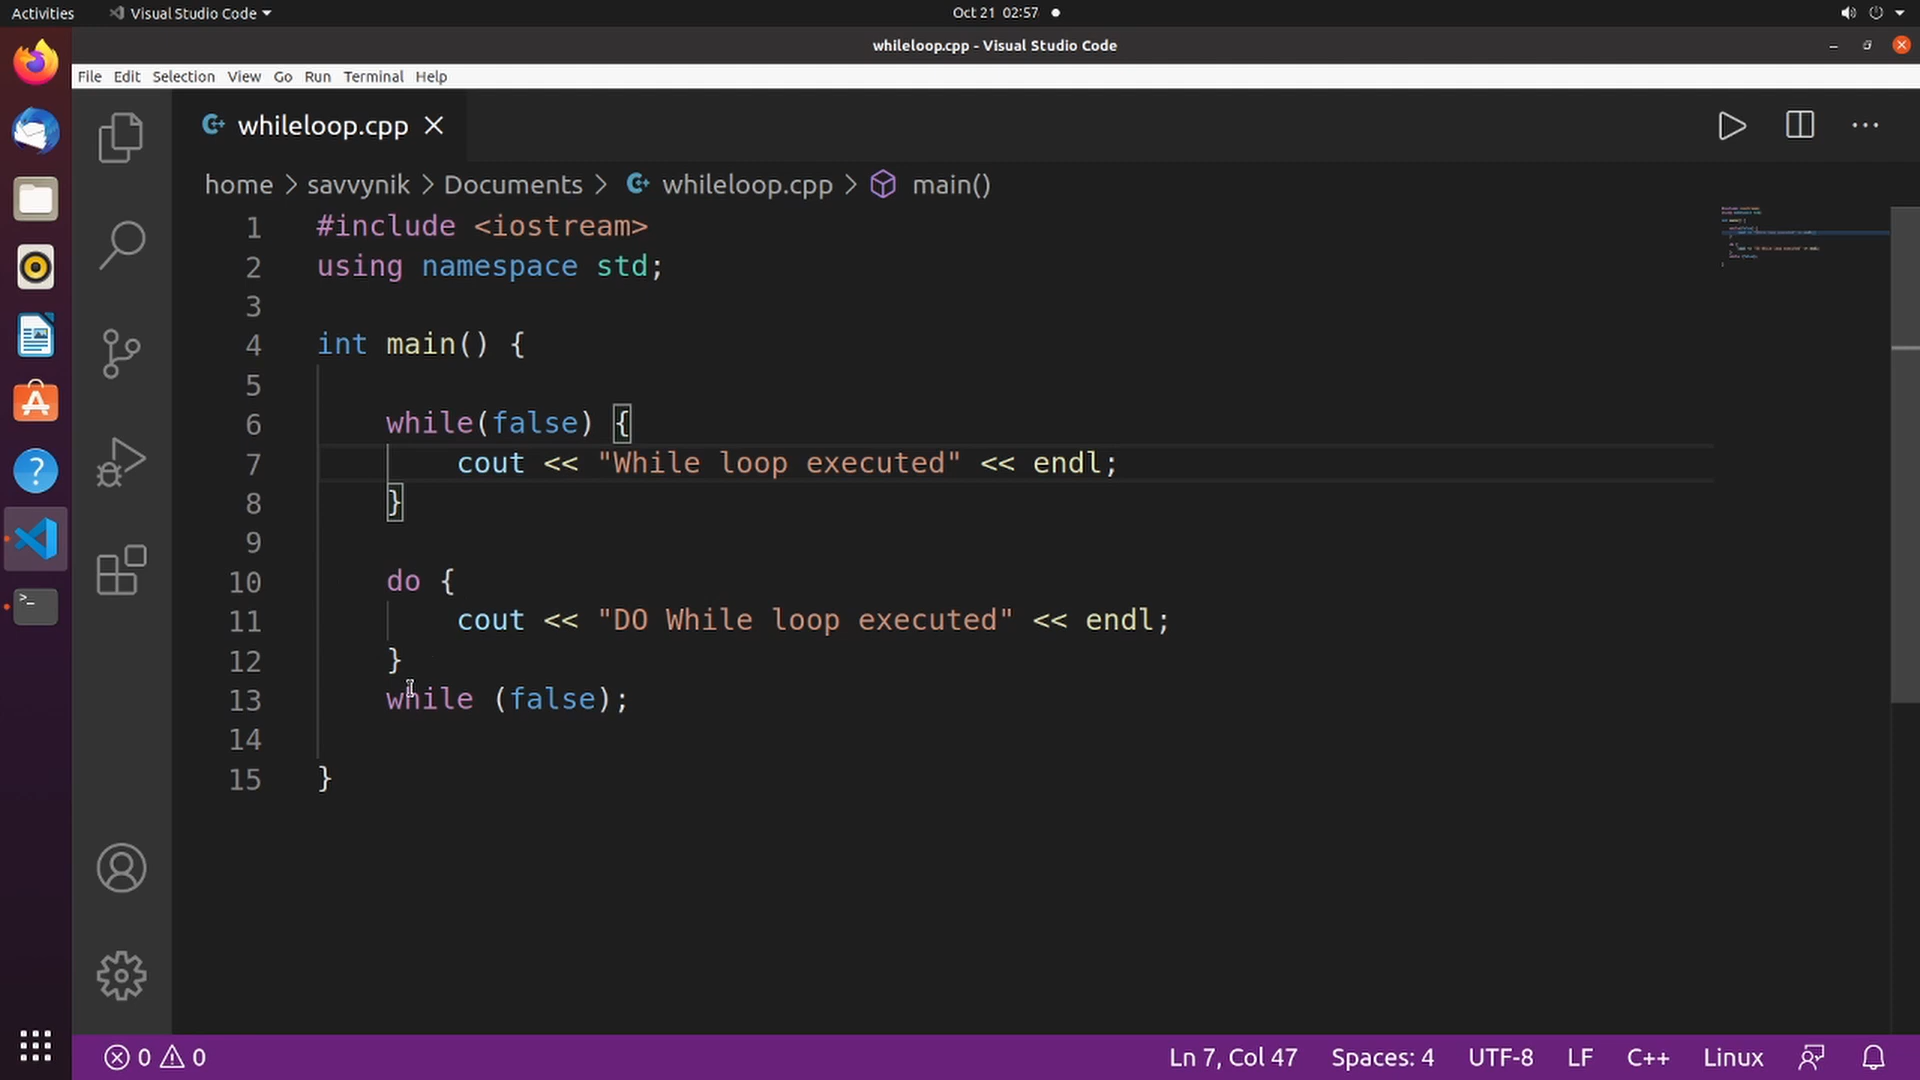 Activities Visual Studio Code Oct 21 02:57
whileloop.cpp - Visual Studio Code
File Edit Selection View Go Run Terminal Help
whileloop.cpp
home > savvynik > Documents > whileloop.cpp > main()
1 #include <iostream>
2 using namespace std;
3
4 int main() {
5
6 while(false) {
7 cout << "While loop executed" << endl;
8 }
9
10 do {
11 cout << "DO While loop executed" << endl;
12 }
13 while (false);
14
15 }
0 0 Ln 7, Col 47 Spaces: 4 UTF-8 LF C++ Linux